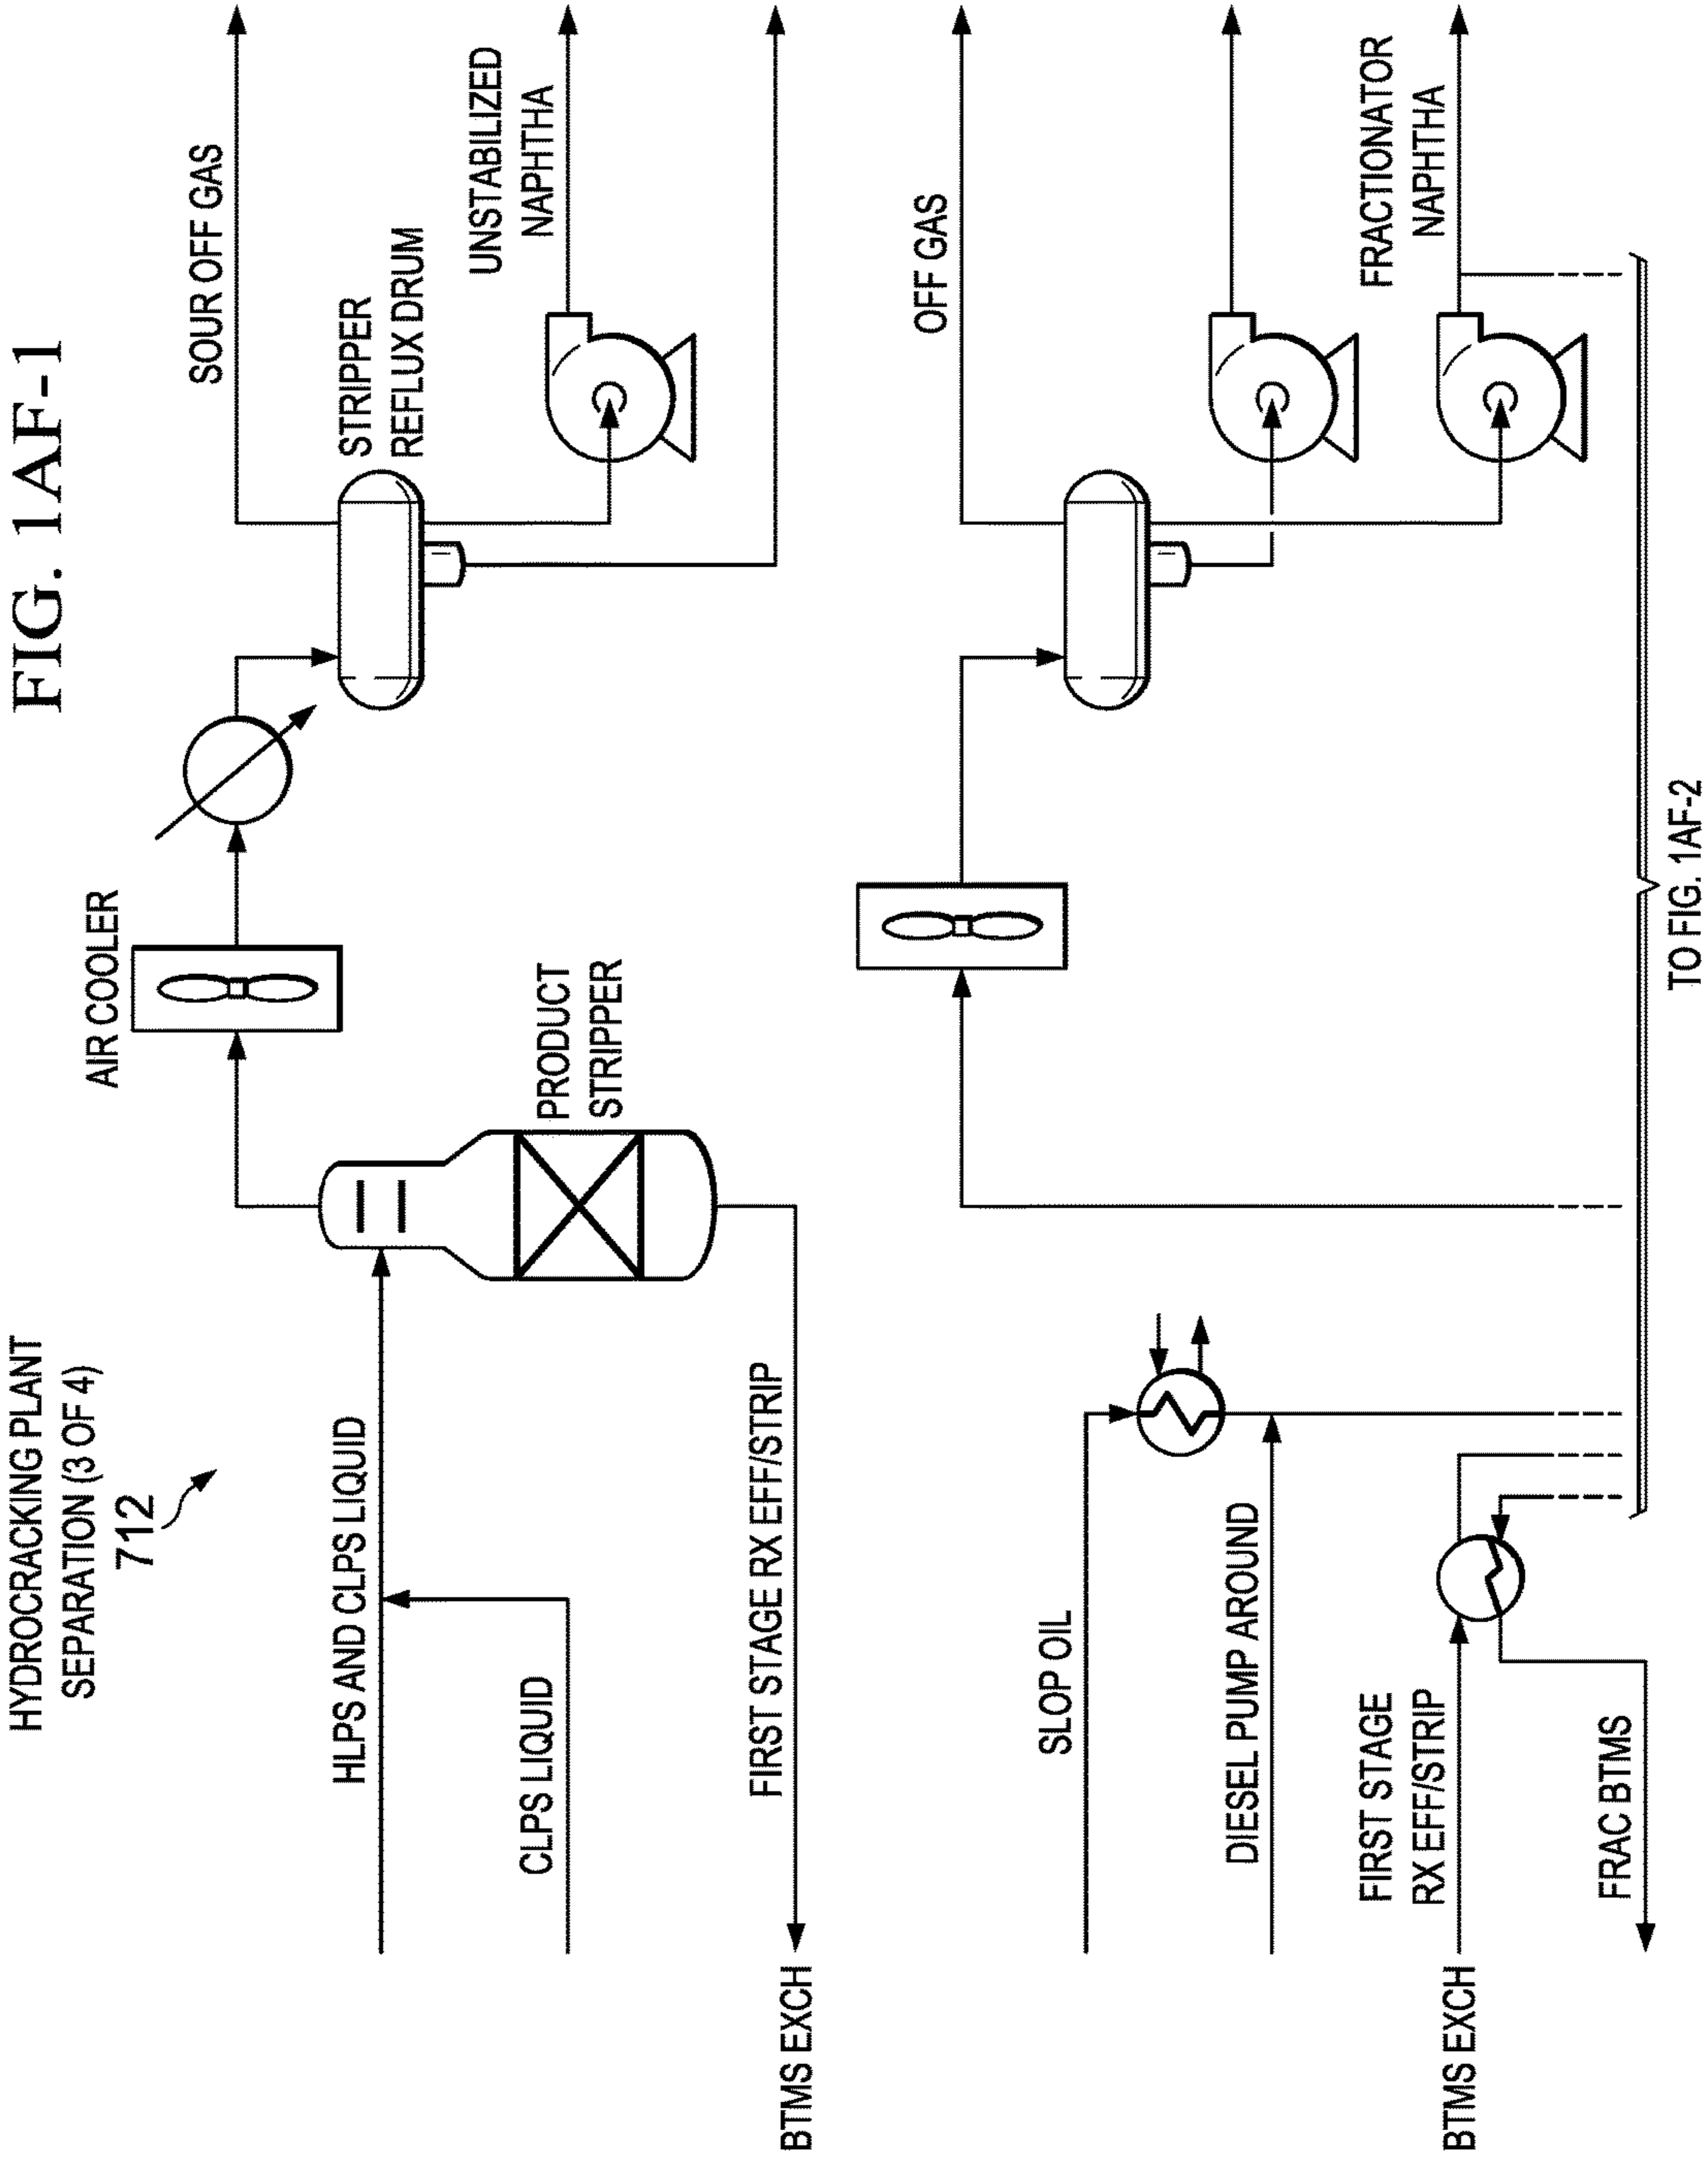 FIG. 1AF-1
HYDROCRACKING PLANT
SEPARATION (3 OF 4)
712
AIR COOLER
SOUR OFF GAS
STRIPPER
REFLUX DRUM
HLPS AND CLPS LIQUID
UNSTABILIZED
NAPHTHA
CLPS LIQUID
PRODUCT
STRIPPER
FIRST STAGE RX EFF/STRIP
BTMS EXCH
OFF GAS
SLOP OIL
DIESEL PUMP AROUND
FIRST STAGE
RX EFF/STRIP
FRACTIONATOR
NAPHTHA
BTMS EXCH
FRAC BTMS
TO FIG. 1AF-2